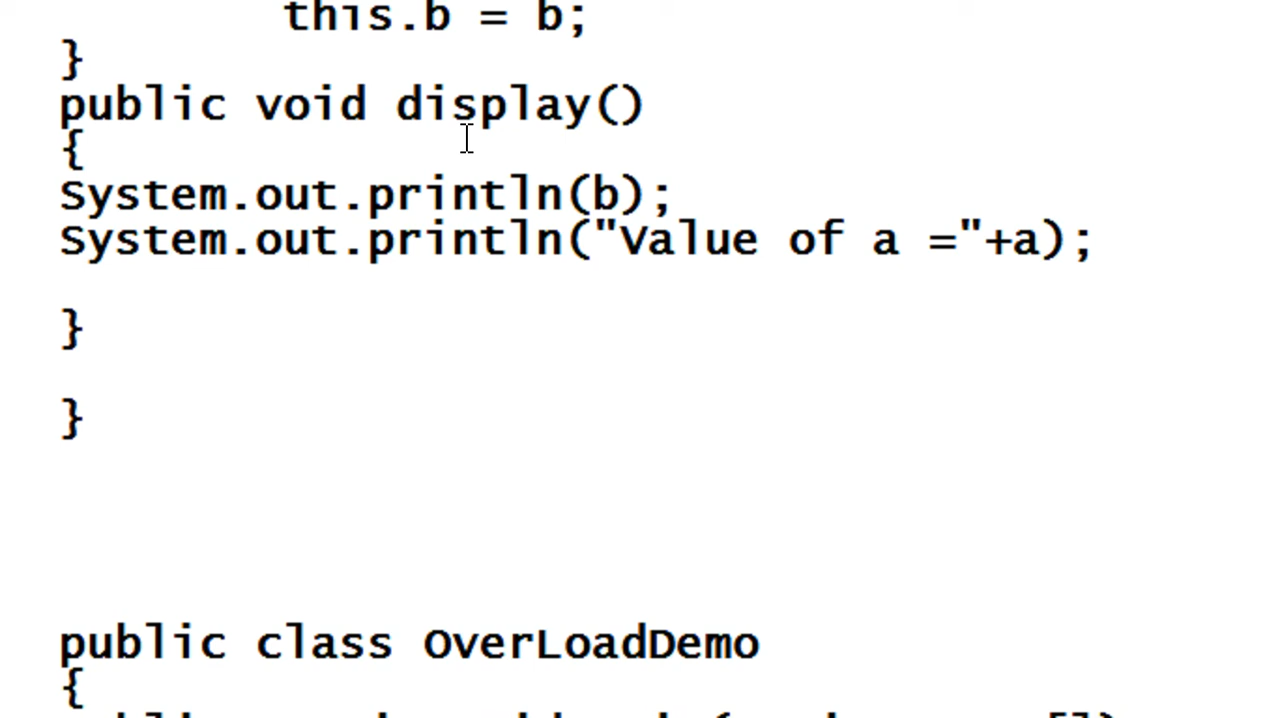 this.b = b;
}
public void display()
{
System.out.println(b);
System.out.println("Value of a ="+a);
}
}
public class OverLoadDemo
{